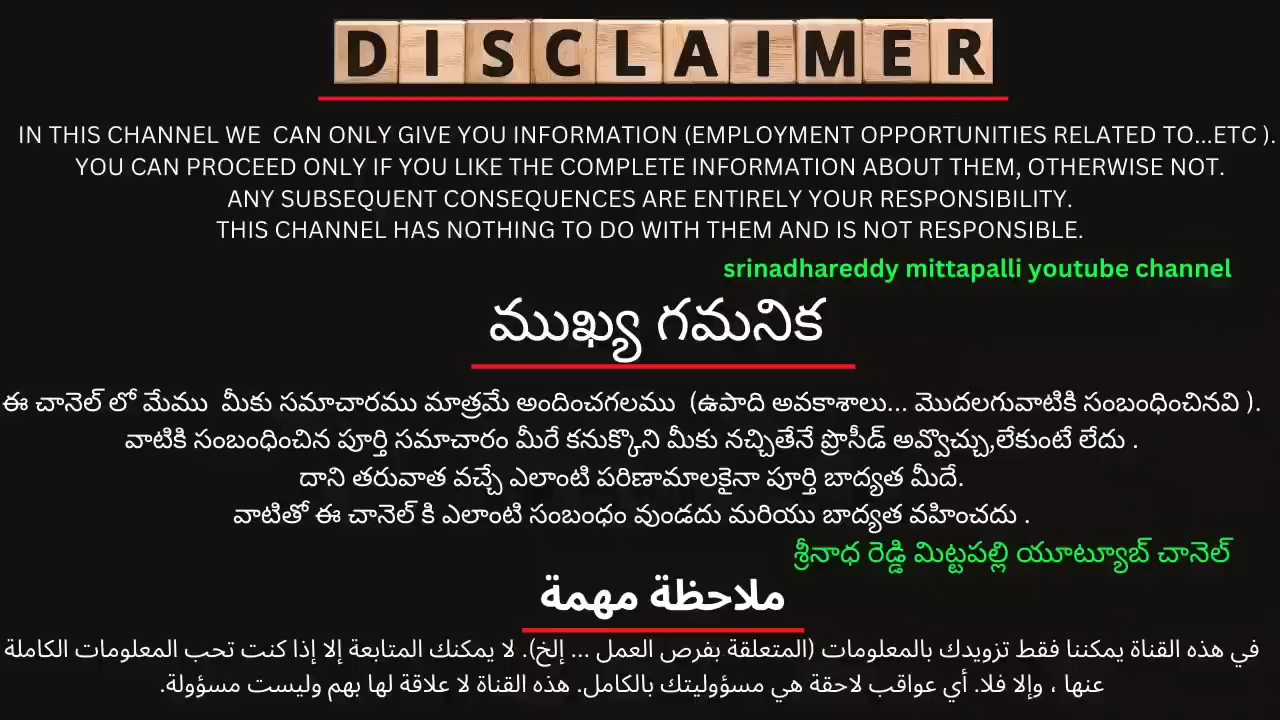 DISCLAIMER
IN THIS CHANNEL WE CAN ONLY GIVE YOU INFORMATION (EMPLOYMENT OPPORTUNITIES RELATED TO...ETC ).
YOU CAN PROCEED ONLY IF YOU LIKE THE COMPLETE INFORMATION ABOUT THEM, OTHERWISE NOT.
ANY SUBSEQUENT CONSEQUENCES ARE ENTIRELY YOUR RESPONSIBILITY.
THIS CHANNEL HAS NOTHING TO DO WITH THEM AND IS NOT RESPONSIBLE.
srinadhareddy mittapalli youtube channel
ముఖ్య గమనిక
ఈ చానెల్ లో మేము మీకు సమాచారము మాత్రమే అందించగలము (ఉపాది అవకాశాలు... మొదలగువాటికి సంబంధించినవి ).
వాటికి సంబంధించిన పూర్తి సమాచారం మీరే కనుక్కొని మీకు నచ్చితేనే ప్రొసీడ్ అవ్వొచ్చు,లేకుంటే లేదు .
దాని తరువాత వచ్చే ఎలాంటి పరిణామాలకైనా పూర్తి బాద్యత మీదే.
వాటితో ఈ చానెల్ కి ఎలాంటి సంబంధం వుండదు మరియు బాద్యత వహించదు .
శ్రీనాధ రెడ్డి మిట్టపల్లి యూట్యూబ్ చానెల్
ملاحظة مهمة
في هذه القناة يمكننا فقط تزويدك بالمعلومات (المتعلقة بفرص العمل ... إلخ). لا يمكنك المتابعة إلا إذا كنت تحب المعلومات الكاملة
عنها ، وإلا فلا. أي عواقب لاحقة هي مسؤوليتك بالكامل. هذه القناة لا علاقة لها بهم وليست مسؤولة.